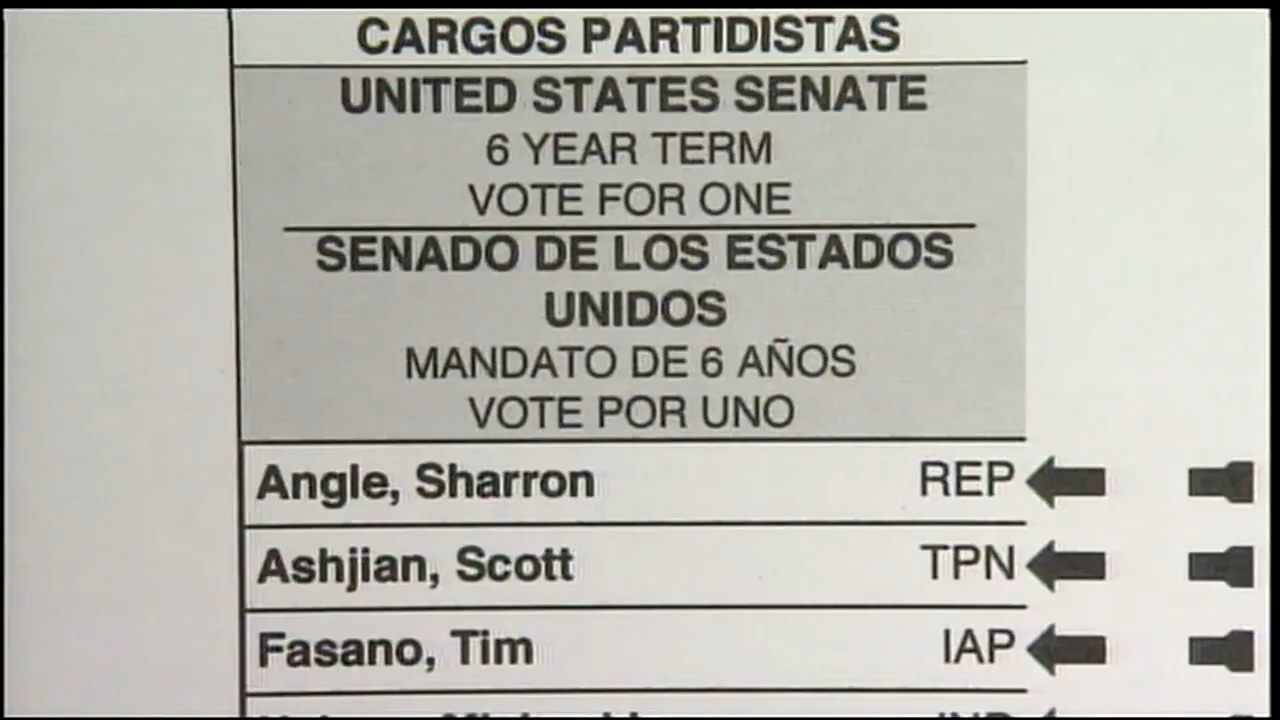 CARGOS PARTIDISTAS
UNITED STATES SENATE
6 YEAR TERM
VOTE FOR ONE
SENADO DE LOS ESTADOS
UNIDOS
MANDATO DE 6 AÑOS
VOTE POR UNO
Angle, Sharron REP
Ashjian, Scott TPN
Fasano, Tim IAP